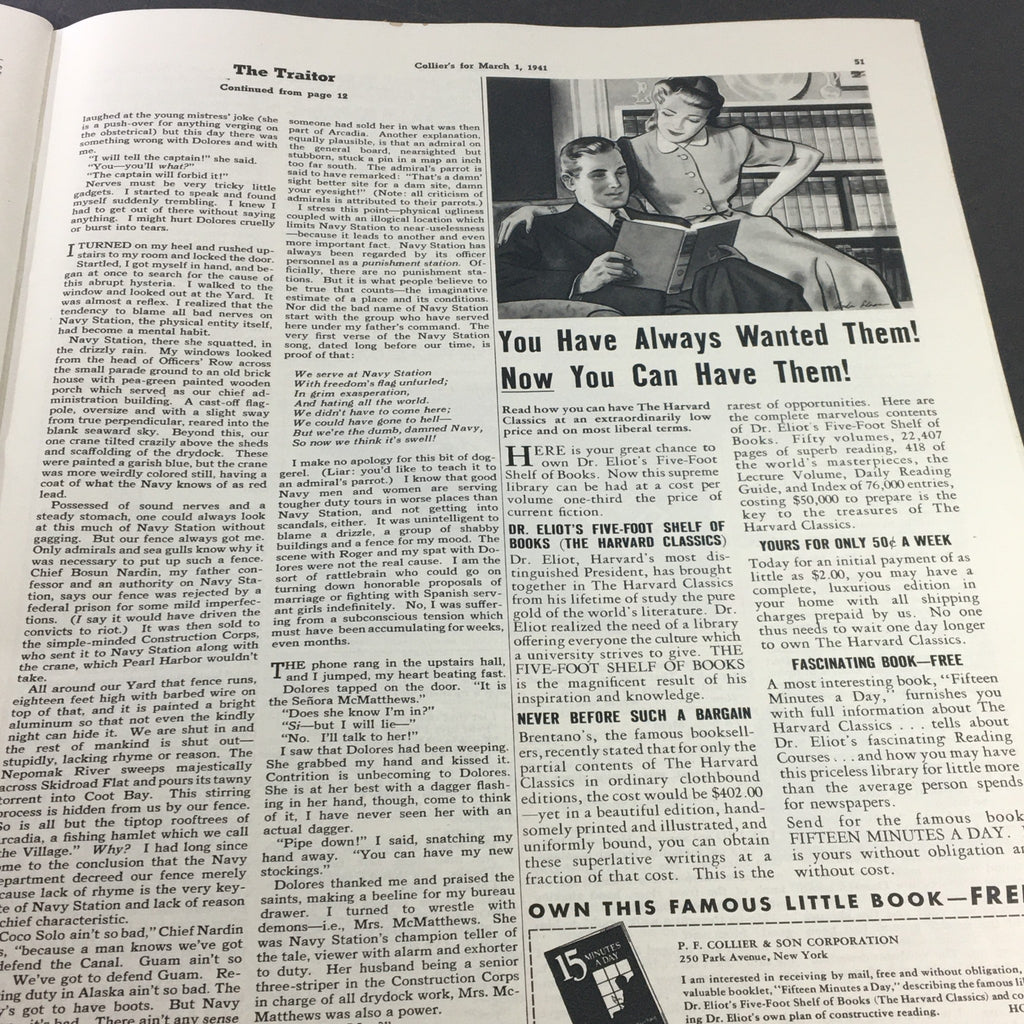 Collier's for March 1, 1941
51
The Traitor
Continued from page 12
laughed at the young mistress' joke (she
is a push-over for anything verging on
the obstetrical) but this day there was
something wrong with Dolores and with
me.
"I will tell the captain!" she said.
"You—you'll what?"
"The captain will forbid it!"
Nerves must be very tricky little
gadgets. I started to speak and found
myself suddenly trembling. I knew I
had to get out of there without saying
anything. I might hurt Dolores cruelly
or burst into tears.
I TURNED on my heel and rushed up-
stairs to my room and locked the door.
Startled, I got myself in hand, and be-
gan at once to search for the cause of
this abrupt hysteria. I walked to the
window and looked out at the Yard. It
was almost a reflex. I realized that the
tendency to blame all bad nerves on
Navy Station, the physical entity itself,
had become a mental habit.
Navy Station, there she squatted, in
the drizzly rain. My windows looked
from the head of Officers' Row across
the small parade ground to an old brick
house with pea-green painted wooden
porch which served as our chief ad-
ministration building. A cast-off flag-
pole, oversize and with a slight sway
from true perpendicular, reared into the
blank seaward sky. Beyond this, our
one crane tilted crazily above the sheds
and scaffolding of the drydock. These
were painted a garish blue, but the crane
was more weirdly colored still, having a
coat of what the Navy knows of as red
lead.
Possessed of sound nerves and a
steady stomach, one could always look
at this much of Navy Station without
gagging. But our fence always got me.
Only admirals and sea gulls know why it
was necessary to put up such a fence.
Chief Bosun Nardin, my father con-
fessor and an authority on Navy Sta-
tion, says our fence was rejected by a
federal prison for some mild imperfec-
tions. (I say it would have driven the
convicts to riot.) It was then sold to
the simple-minded Construction Corps,
who sent it to Navy Station along with
the crane, which Pearl Harbor wouldn't
take.
All around our Yard that fence runs,
eighteen feet high with barbed wire on
top of that, and it is painted a bright
aluminum so that not even the kindly
night can hide it. We are shut in and
the rest of mankind is shut out—
stupidly, lacking rhyme or reason. The
Nepomak River sweeps majestically
across Skidroad Flat and pours its tawny
torrent into Coot Bay. This stirring
process is hidden from us by our fence.
So is all but the tiptop rooftrees of
rcadia, a fishing hamlet which we call
the Village." Why? I had long since
ome to the conclusion that the Navy
epartment decreed our fence merely
cause lack of rhyme is the very key-
te of Navy Station and lack of reason
chief characteristic.
Coco Solo ain't so bad," Chief Nardin
s, "because a man knows we've got
defend the Canal. Guam ain't so
We've got to defend Guam. Re-
ing duty in Alaska ain't so bad. The
y's got to have boots. But Navy
it's bad. There ain't any sense
someone had sold her in what was then
part of Arcadia. Another explanation,
equally plausible, is that an admiral on
the general board, nearsighted but
stubborn, stuck a pin in a map an inch
too far south. The admiral's parrot is
said to have remarked: "That's a damn'
sight better site for a dam site, damn
your eyesight!" (Note: all criticism of
admirals is attributed to their parrots.)
I stress this point—physical ugliness
coupled with an illogical location which
limits Navy Station to near-uselessness
—because it leads to another and even
more important fact. Navy Station has
always been regarded by its officer
personnel as a punishment station. Of-
ficially, there are no punishment sta-
tions. But it is what people believe to
be true that counts—the imaginative
estimate of a place and its conditions.
Nor did the bad name of Navy Station
start with the group who have served
here under my father's command. The
very first verse of the Navy Station
song, dated long before our time, is
proof of that:
We serve at Navy Station
With freedom's flag unfurled;
In grim exasperation,
And hating all the world.
We didn't have to come here;
We could have gone to hell—
But we're the dumb, damned Navy,
So now we think it's swell!
I make no apology for this bit of dog-
gerel. (Liar: you'd like to teach it to
an admiral's parrot.) I know that good
Navy men and women are serving
tougher duty tours in worse places than
Navy Station, and not getting into
scandals, either. It was unintelligent to
blame a drizzle, a group of shabby
buildings and a fence for my mood. The
scene with Roger and my spat with Do-
lores were not the real cause. I am the
sort of rattlebrain who could go on
turning down honorable proposals of
marriage or fighting with Spanish serv-
ant girls indefinitely. No, I was suffer-
ing from a subconscious tension which
must have been accumulating for weeks,
even months.
THE phone rang in the upstairs hall,
and I jumped, my heart beating fast.
Dolores tapped on the door. "It is
the Señora McMatthews."
"Does she know I'm in?"
"Sí—but I will lie—"
"No. I'll talk to her!"
I saw that Dolores had been weeping.
She grabbed my hand and kissed it.
Contrition is unbecoming to Dolores.
She is at her best with a dagger flash-
ing in her hand, though, come to think
of it, I have never seen her with an
actual dagger.
"Pipe down!" I said, snatching my
hand away. "You can have my new
stockings."
Dolores thanked me and praised the
saints, making a beeline for my bureau
drawer. I turned to wrestle with
demons—i.e., Mrs. McMatthews. She
was Navy Station's champion teller of
the tale, viewer with alarm and exhorter
to duty. Her husband being a senior
three-striper in the Construction Corps
in charge of all drydock work, Mrs. Mc-
Matthews was also a power.
You Have Always Wanted Them!
Now You Can Have Them!
Read how you can have The Harvard
Classics at an extraordinarily low
price and on most liberal terms.
HERE is your great chance to
own Dr. Eliot's Five-Foot
Shelf of Books. Now this supreme
library can be had at a cost per
volume one-third the price of
current fiction.
DR. ELIOT'S FIVE-FOOT SHELF OF
BOOKS (THE HARVARD CLASSICS)
Dr. Eliot, Harvard's most dis-
tinguished President, has brought
together in The Harvard Classics
from his lifetime of study the pure
gold of the world's literature. Dr.
Eliot realized the need of a library
offering everyone the culture which
a university strives to give. THE
FIVE-FOOT SHELF OF BOOKS
is the magnificent result of his
inspiration and knowledge.
NEVER BEFORE SUCH A BARGAIN
Brentano's, the famous booksell-
ers, recently stated that for only the
partial contents of The Harvard
Classics in ordinary clothbound
editions, the cost would be $402.00
—yet in a beautiful edition, hand-
somely printed and illustrated, and
uniformly bound, you can obtain
these superlative writings at a
fraction of that cost. This is the
rarest of opportunities. Here are
the complete marvelous contents
of Dr. Eliot's Five-Foot Shelf of
Books. Fifty volumes, 22,407
pages of superb reading, 418 of
the world's masterpieces, the
Lecture Volume, Daily Reading
Guide, and Index of 76,000 entries,
costing $50,000 to prepare is the
key to the treasures of The
Harvard Classics.
YOURS FOR ONLY 50¢ A WEEK
Today for an initial payment of as
little as $2.00, you may have a
complete, luxurious edition in
your home with all shipping
charges prepaid by us. No one
thus needs to wait one day longer
to own The Harvard Classics.
FASCINATING BOOK—FREE
A most interesting book, "Fifteen
Minutes a Day," furnishes you
with full information about The
Harvard Classics . . . tells about
Dr. Eliot's fascinating Reading
Courses . . . and how you may have
this priceless library for little more
than the average person spends
for newspapers.
Send for the famous book
FIFTEEN MINUTES A DAY.
is yours without obligation a
without cost.
OWN THIS FAMOUS LITTLE BOOK—FREE
15 MINUTES
A DAY
P. F. COLLIER & SON CORPORATION
250 Park Avenue, New York
I am interested in receiving by mail, free and without obligation,
valuable booklet, "Fifteen Minutes a Day," describing the famous li
Dr. Eliot's Five-Foot Shelf of Books (The Harvard Classics) and co
ing Dr. Eliot's own plan of constructive reading.